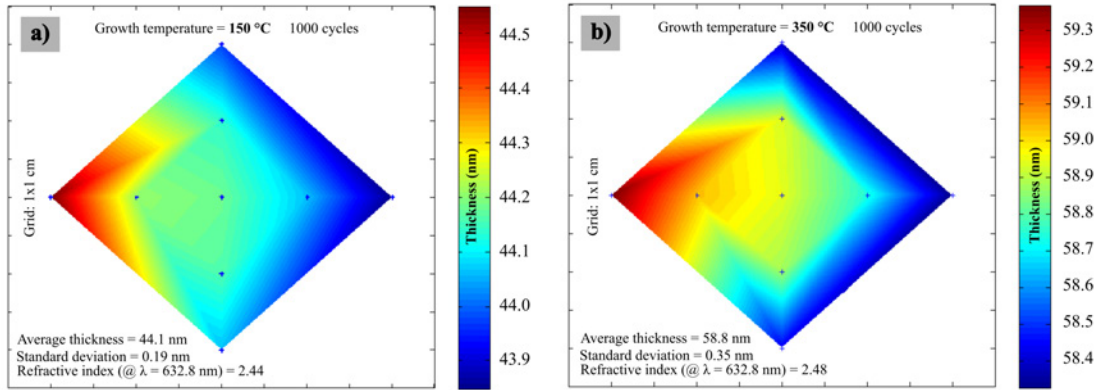 a)
Growth temperature = 150 °C 1000 cycles
Grid: 1x1 cm
Average thickness = 44.1 nm
Standard deviation = 0.19 nm
Refractive index (@ λ = 632.8 nm) = 2.44
Thickness (nm)
44.5
44.4
44.3
44.2
44.1
44.0
43.9
b)
Growth temperature = 350 °C 1000 cycles
Grid: 1x1 cm
Average thickness = 58.8 nm
Standard deviation = 0.35 nm
Refractive index (@ λ = 632.8 nm) = 2.48
Thickness (nm)
59.3
59.2
59.1
59.0
58.9
58.8
58.7
58.6
58.5
58.4